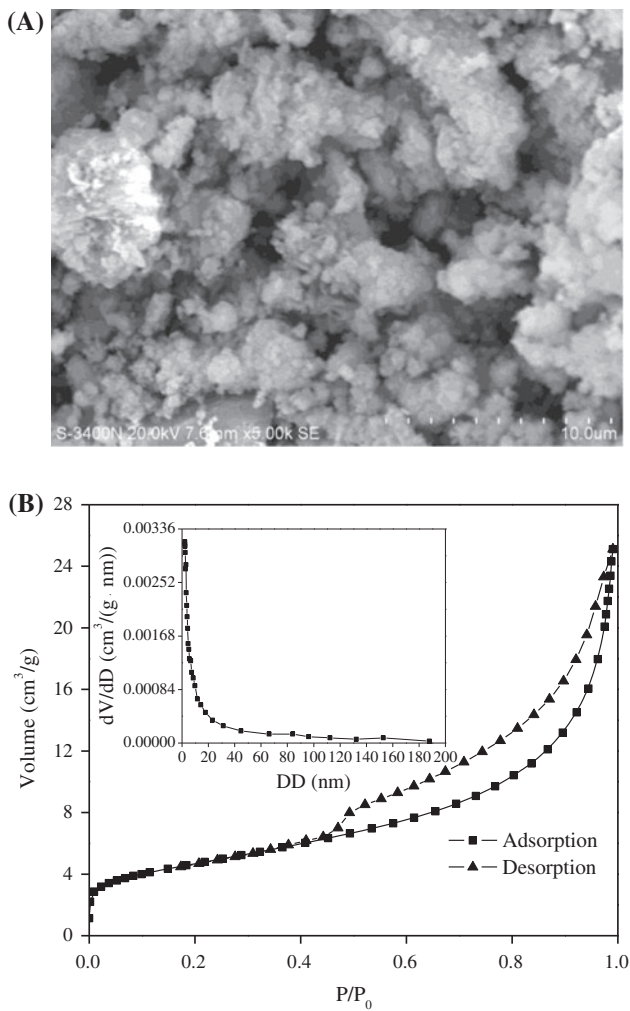 (A)
S-3400N 20.0kV 7.6mm x5.00k SE
10.0um
(B)
28
24
20
16
12
8
4
0
Volume (cm³/g)
0.00336
0.00252
0.00168
0.00084
0.00000
dV/dD (cm³/(g· nm))
0 20 40 60 80 100 120 140 160 180 200
DD (nm)
Adsorption
Desorption
0.0 0.2 0.4 0.6 0.8 1.0
P/P₀